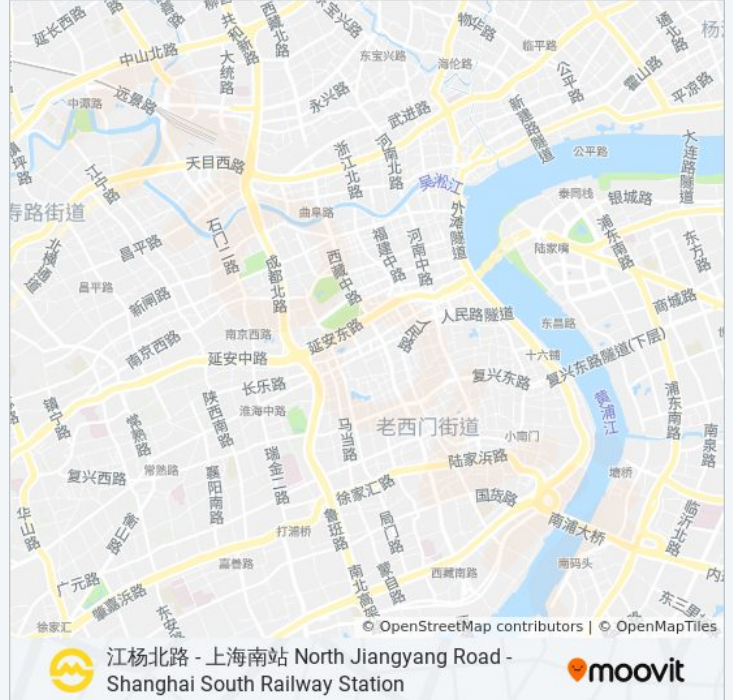 延长西路
共和新路
西藏北路
宝兴路
物华路
通北路
中山北路
大统路
东宝兴路
临平路
海伦路
公平路
霍山路
平凉路
中潭路
远景路
永兴路
武进路
新建路隧道
大连路隧道
江宁路
天目西路
浙江北路
河南北路
公平路
吴淞江
泰同栈
银城路
寿路街道
曲阜路
外滩隧道
石门二路
福建中路
河南中路
浦东南路
东方路
北横通道
昌平路
陆家嘴
成都北路
西藏中路
昌平路
新闸路
商城路
人民路隧道
人民路
东昌路
南京西路
南京西路
延安东路
延安中路
十六铺
复兴东路隧道(下层)
长乐路
复兴东路
镇宁路
陕西南路
淮海中路
黄浦江
浦东南路
常熟路
马当路
老西门街道
小南门
南泉路
陆家浜路
复兴西路
常熟路
襄阳南路
瑞金二路
塘桥
徐家汇路
国货路
华山路
衡山路
打浦桥
鲁班路
局门路
南浦大桥
临沂北路
嘉善路
南码头
西藏南路
广元路
肇嘉浜路
南北高架
蒙自路
东安路
东三里
徐家汇
© OpenStreetMap contributors | © OpenMapTiles
江杨北路 - 上海南站 North Jiangyang Road -
Shanghai South Railway Station
moovit